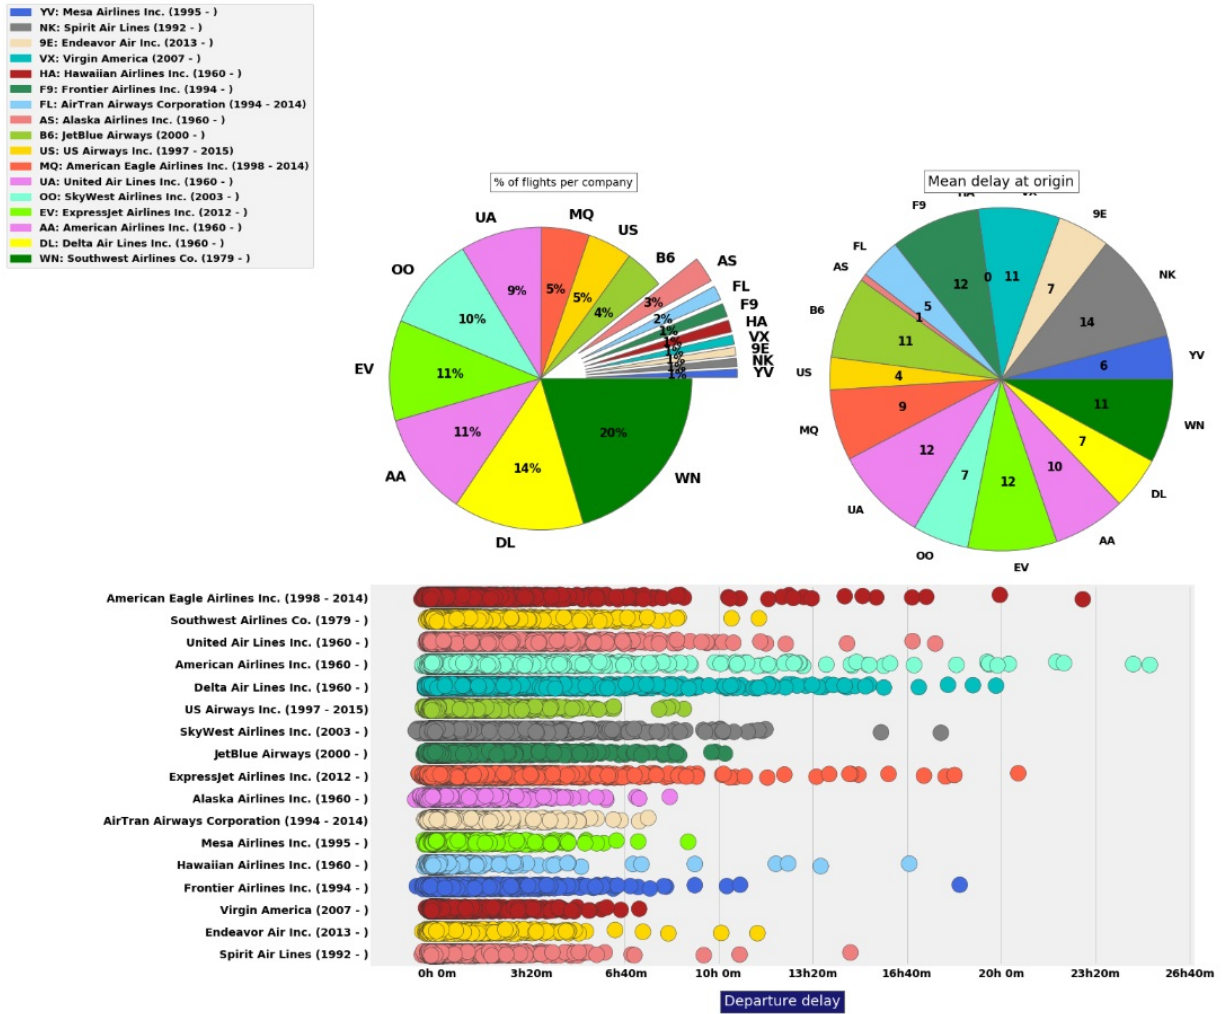 YV: Mesa Airlines Inc. (1995 - )
NK: Spirit Air Lines (1992 - )
9E: Endeavor Air Inc. (2013 - )
VX: Virgin America (2007 - )
HA: Hawaiian Airlines Inc. (1960 - )
F9: Frontier Airlines Inc. (1994 - )
FL: AirTran Airways Corporation (1994 - 2014)
AS: Alaska Airlines Inc. (1960 - )
B6: JetBlue Airways (2000 - )
US: US Airways Inc. (1997 - 2015)
MQ: American Eagle Airlines Inc. (1998 - 2014)
UA: United Air Lines Inc. (1960 - )
OO: SkyWest Airlines Inc. (2003 - )
EV: ExpressJet Airlines Inc. (2012 - )
AA: American Airlines Inc. (1960 - )
DL: Delta Air Lines Inc. (1960 - )
WN: Southwest Airlines Co. (1979 - )
% of flights per company
UA
MQ
US
B6
AS
FL
F9
HA
VX
9E
NK
YV
OO
EV
AA
DL
WN
9%
5%
5%
4%
3%
2%
1%
1%
1%
1%
1%
1%
10%
11%
11%
14%
20%
Mean delay at origin
F9
HA
VX
9E
FL
AS
NK
B6
YV
US
WN
MQ
DL
UA
AA
OO
EV
12
0
11
7
5
1
14
11
6
4
11
9
7
12
10
7
12
American Eagle Airlines Inc. (1998 - 2014)
Southwest Airlines Co. (1979 - )
United Air Lines Inc. (1960 - )
American Airlines Inc. (1960 - )
Delta Air Lines Inc. (1960 - )
US Airways Inc. (1997 - 2015)
SkyWest Airlines Inc. (2003 - )
JetBlue Airways (2000 - )
ExpressJet Airlines Inc. (2012 - )
Alaska Airlines Inc. (1960 - )
AirTran Airways Corporation (1994 - 2014)
Mesa Airlines Inc. (1995 - )
Hawaiian Airlines Inc. (1960 - )
Frontier Airlines Inc. (1994 - )
Virgin America (2007 - )
Endeavor Air Inc. (2013 - )
Spirit Air Lines (1992 - )
0h 0m
3h20m
6h40m
10h 0m
13h20m
16h40m
20h 0m
23h20m
26h40m
Departure delay